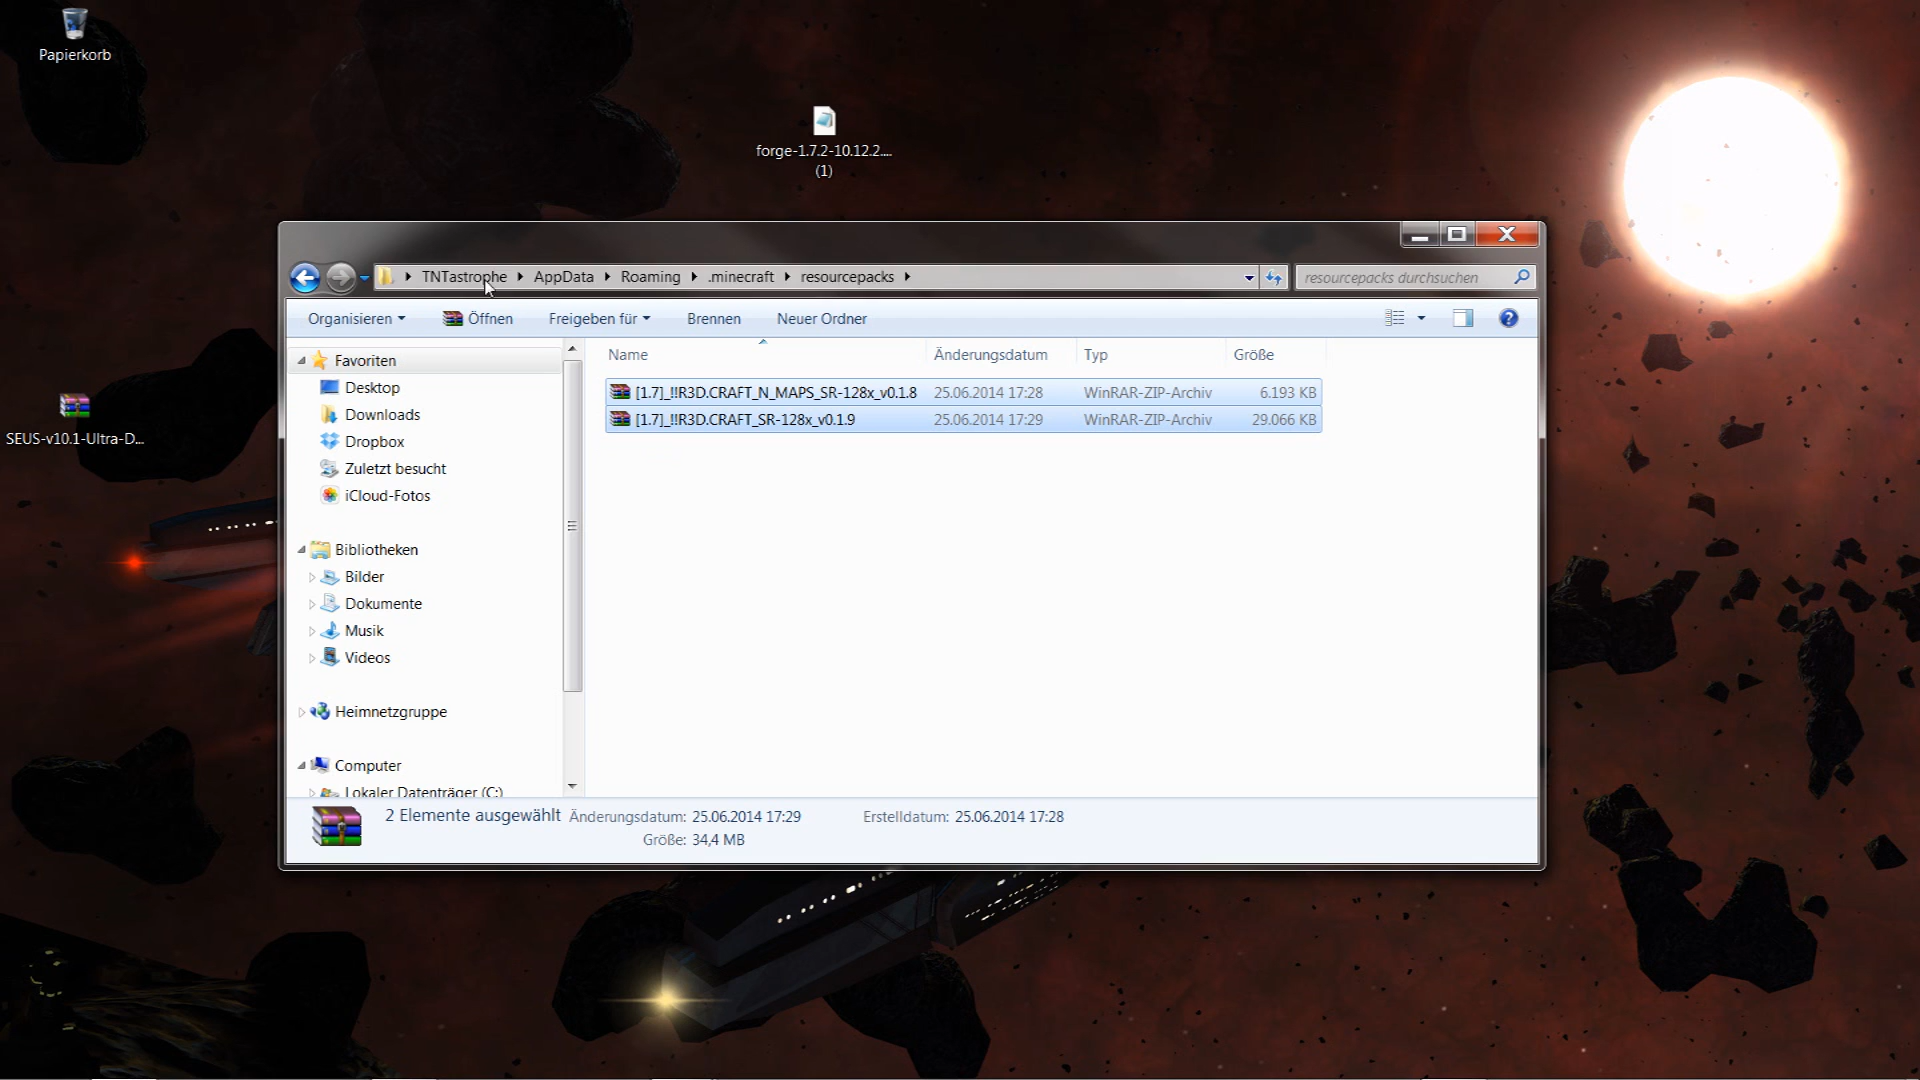 Papierkorb
forge-1.7.2-10.12.2....
(1)
SEUS-v10.1-Ultra-D...
TNTastrophe AppData Roaming .minecraft resourcepacks
resourcepacks durchsuchen
Organisieren Öffnen Freigeben für Brennen Neuer Ordner
Name Änderungsdatum Typ Größe
[1.7]_!!R3D.CRAFT_N_MAPS_SR-128x_v0.1.8 25.06.2014 17:28 WinRAR-ZIP-Archiv 6.193 KB
[1.7]_!!R3D.CRAFT_SR-128x_v0.1.9 25.06.2014 17:29 WinRAR-ZIP-Archiv 29.066 KB
Favoriten
Desktop
Downloads
Dropbox
Zuletzt besucht
iCloud-Fotos
Bibliotheken
Bilder
Dokumente
Musik
Videos
Heimnetzgruppe
Computer
Lokaler Datenträger (C:)
2 Elemente ausgewählt Änderungsdatum: 25.06.2014 17:29 Erstelldatum: 25.06.2014 17:28
Größe: 34,4 MB